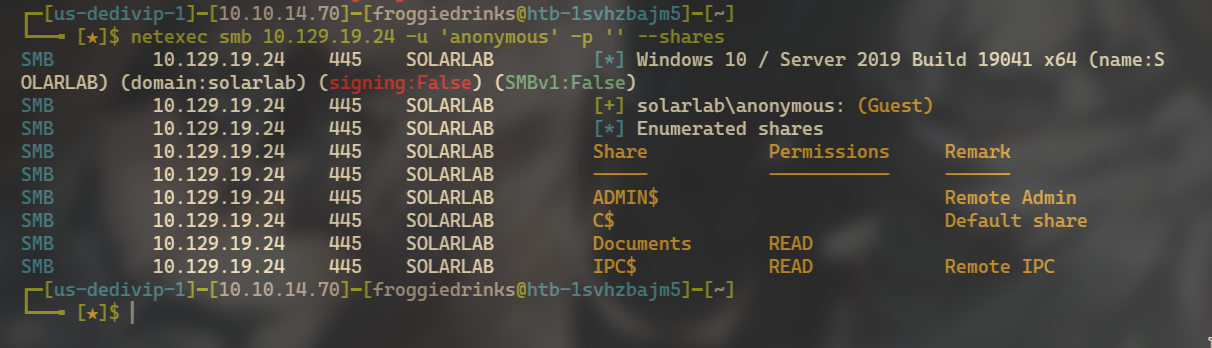 ┌─[us-dedivip-1]─[10.10.14.70]─[froggiedrinks@htb-1svhzbajm5]─[~]
└──╼ [★]$ netexec smb 10.129.19.24 -u 'anonymous' -p '' --shares
SMB         10.129.19.24    445    SOLARLAB         [*] Windows 10 / Server 2019 Build 19041 x64 (name:S
OLARLAB) (domain:solarlab) (signing:False) (SMBv1:False)
SMB         10.129.19.24    445    SOLARLAB         [+] solarlab\anonymous: (Guest)
SMB         10.129.19.24    445    SOLARLAB         [*] Enumerated shares
SMB         10.129.19.24    445    SOLARLAB         Share           Permissions     Remark
SMB         10.129.19.24    445    SOLARLAB         -----           -----------     ------
SMB         10.129.19.24    445    SOLARLAB         ADMIN$                          Remote Admin
SMB         10.129.19.24    445    SOLARLAB         C$                              Default share
SMB         10.129.19.24    445    SOLARLAB         Documents       READ
SMB         10.129.19.24    445    SOLARLAB         IPC$            READ            Remote IPC
┌─[us-dedivip-1]─[10.10.14.70]─[froggiedrinks@htb-1svhzbajm5]─[~]
└──╼ [★]$